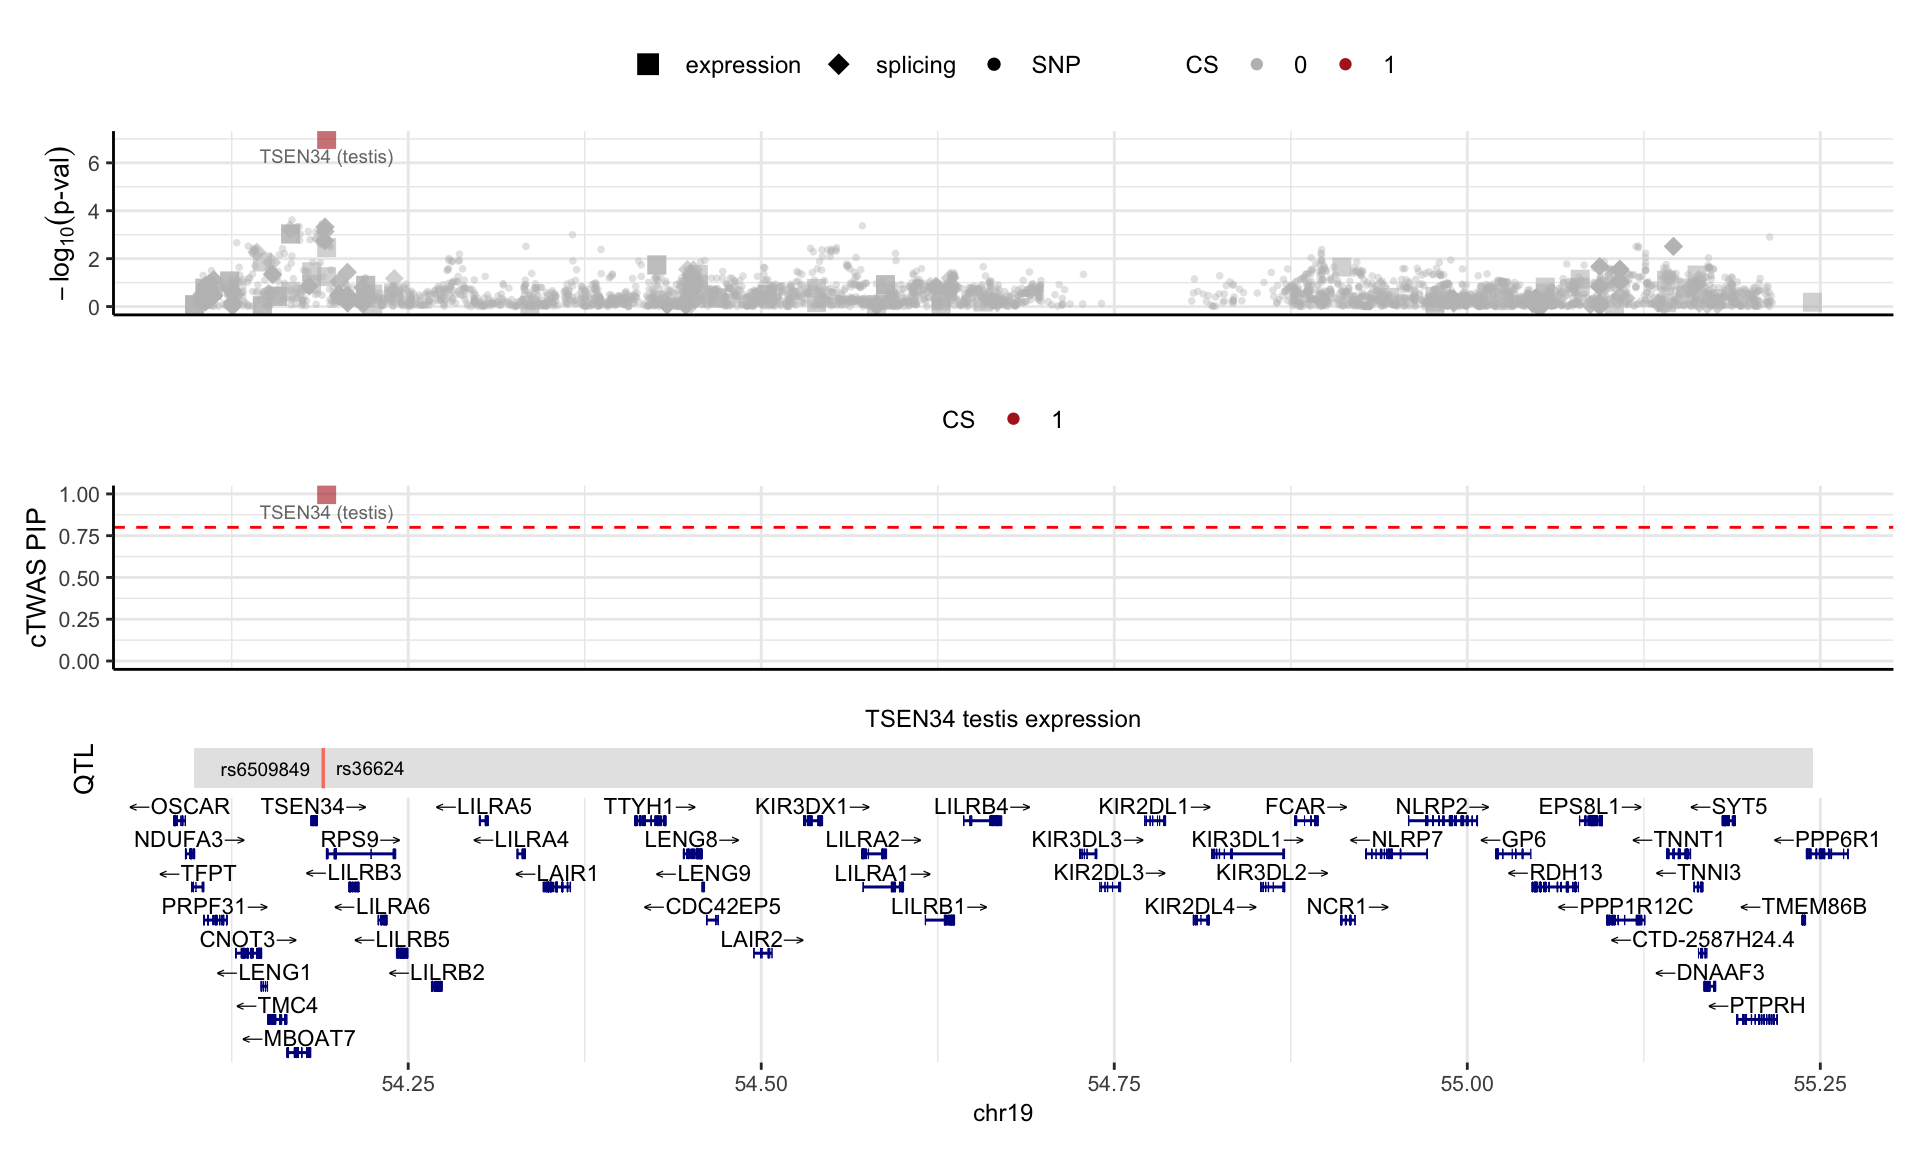 expression splicing SNP CS 0 1
−log10(p-val)
6
4
2
0
TSEN34 (testis)
CS 1
cTWAS PIP
1.00
0.75
0.50
0.25
0.00
TSEN34 (testis)
TSEN34 testis expression
QTL
rs6509849 rs36624
←OSCAR TSEN34→ ←LILRA5 TTYH1→ KIR3DX1→ LILRB4→ KIR2DL1→ FCAR→ NLRP2→ EPS8L1→ ←SYT5
NDUFA3→ RPS9→ ←LILRA4 LENG8→ LILRA2→ KIR3DL3→ KIR3DL1→ ←NLRP7 ←GP6 ←TNNT1 ←PPP6R1
←TFPT ←LILRB3 ←LAIR1 ←LENG9 LILRA1→ KIR2DL3→ KIR3DL2→ ←RDH13 ←TNNI3
PRPF31→ ←LILRA6 ←CDC42EP5 LILRB1→ KIR2DL4→ NCR1→ ←PPP1R12C ←TMEM86B
CNOT3→ ←LILRB5 LAIR2→ ←CTD-2587H24.4
←LENG1 ←LILRB2 ←DNAAF3
←TMC4 ←PTPRH
←MBOAT7
54.25 54.50 54.75 55.00 55.25
chr19